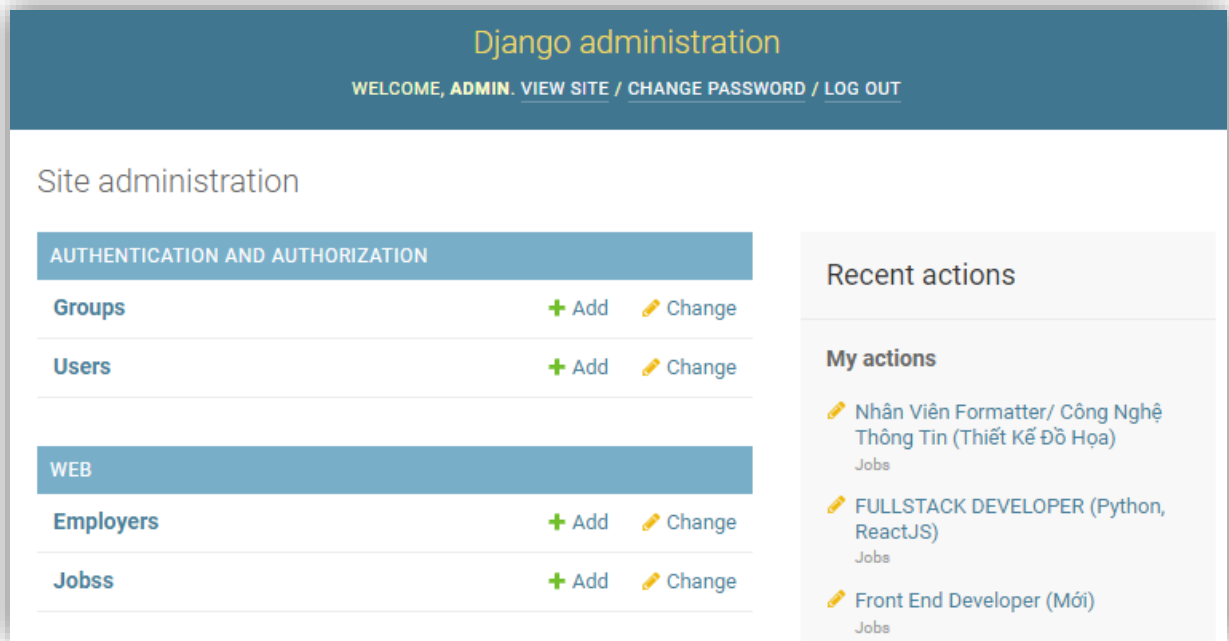 Django administration
WELCOME, ADMIN. VIEW SITE / CHANGE PASSWORD / LOG OUT
Site administration
AUTHENTICATION AND AUTHORIZATION
Groups Add Change
Users Add Change
WEB
Employers Add Change
Jobss Add Change
Recent actions
My actions
Nhân Viên Formatter/ Công Nghệ
Thông Tin (Thiết Kế Đồ Họa)
Jobs
FULLSTACK DEVELOPER (Python,
ReactJS)
Jobs
Front End Developer (Mới)
Jobs